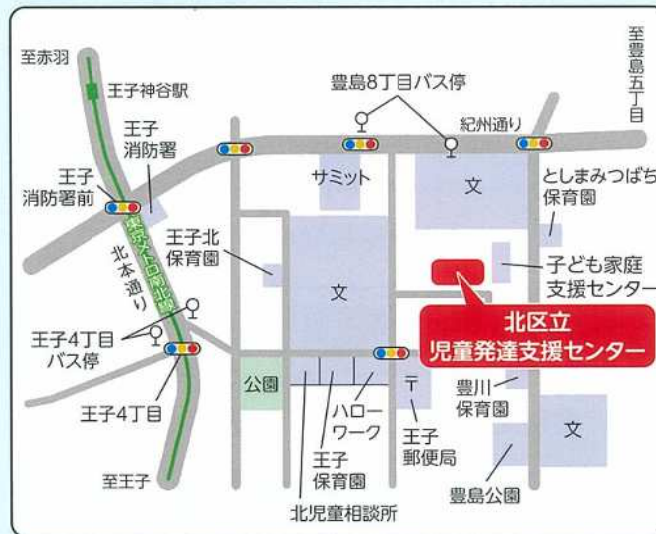 至赤羽
王子神谷駅
王子
消防署
王子
消防署前
東京メトロ南北線
北本通り
王子4丁目
バス停
王子4丁目
至王子
豊島8丁目バス停
紀州通り
至豊島五丁目
サミット
文
としまみつばち
保育園
王子北
保育園
文
子ども家庭
支援センター
北区立
児童発達支援センター
公園
ハロー
ワーク
〒
王子
郵便局
王子
保育園
北児童相談所
豊川
保育園
文
豊島公園